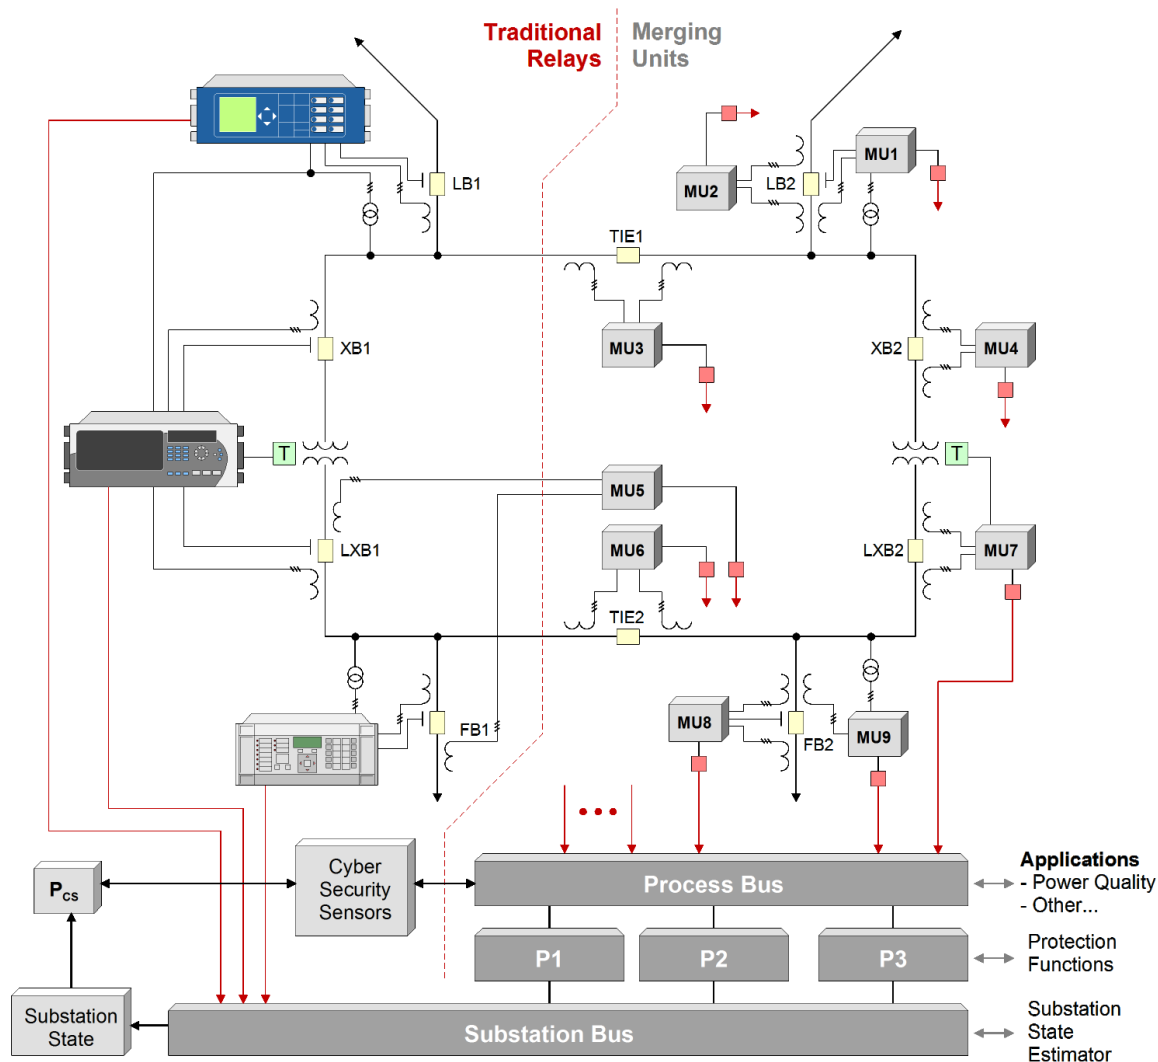 Traditional
Relays
Merging
Units
LB1
MU2
LB2
MU1
TIE1
XB1
MU3
XB2
MU4
T
T
MU5
MU6
LXB1
LXB2
MU7
TIE2
FB1
MU8
FB2
MU9
Cyber
Security
Sensors
PCS
Process Bus
Applications
- Power Quality
- Other...
P1
P2
P3
Protection
Functions
Substation
State
Substation Bus
Substation
State
Estimator